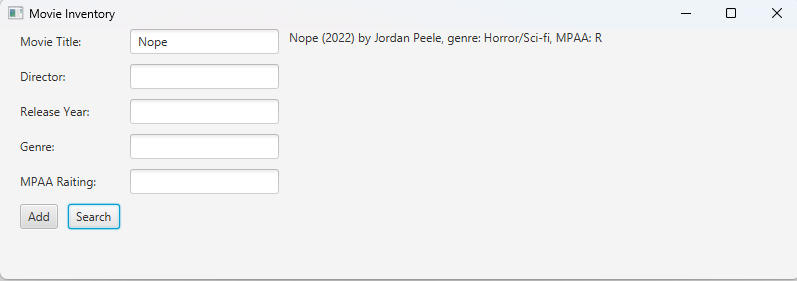 Movie Inventory
Movie Title: Nope Nope (2022) by Jordan Peele, genre: Horror/Sci-fi, MPAA: R
Director:
Release Year:
Genre:
MPAA Raiting:
Add Search